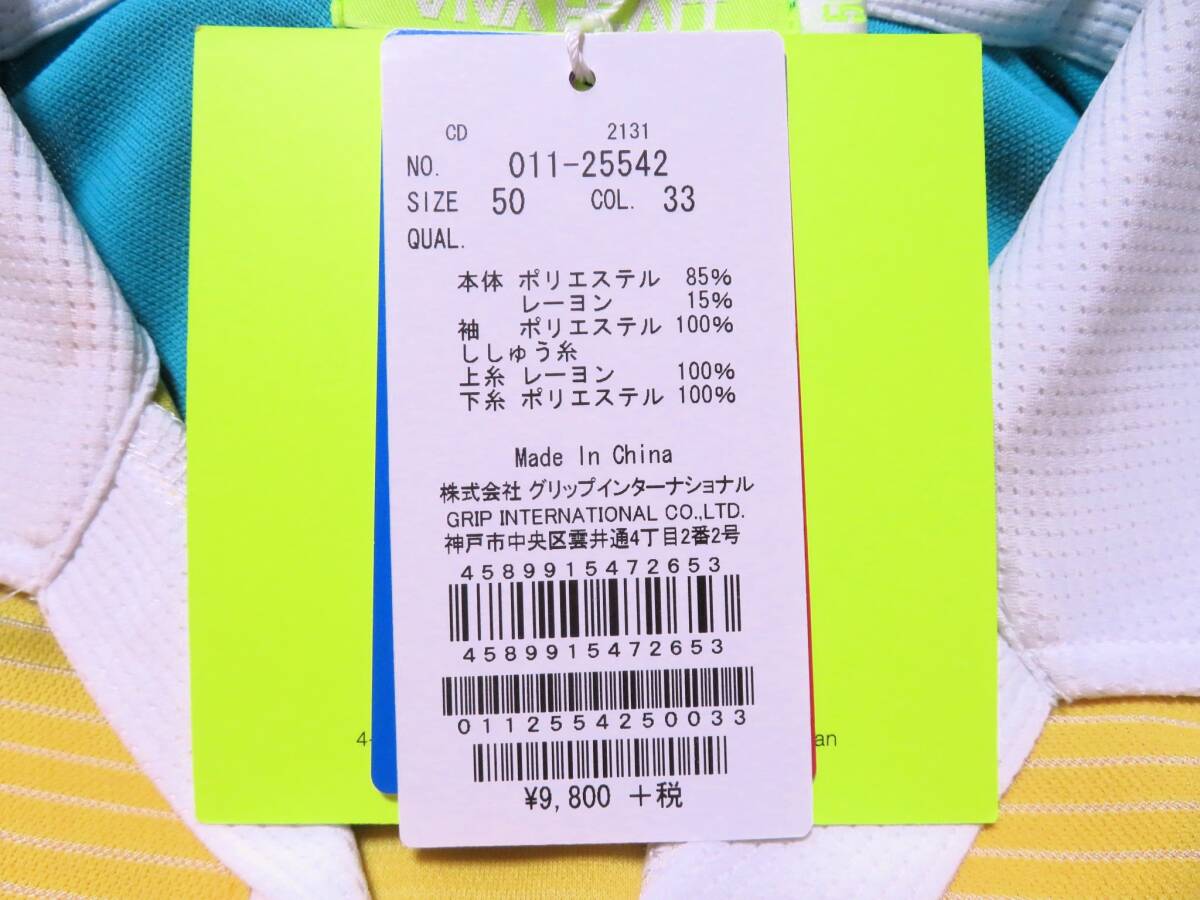 CD 2131
NO. 011-25542
SIZE 50 COL. 33
QUAL.
本体 ポリエステル 85%
レーヨン 15%
袖 ポリエステル 100%
ししゅう糸
上糸 レーヨン 100%
下糸 ポリエステル 100%
Made In China
株式会社 グリップインターナショナル
GRIP INTERNATIONAL CO.,LTD.
神戸市中央区雲井通4丁目2番2号
4589915472653
4589915472653
0112554250033
¥9,800 +税